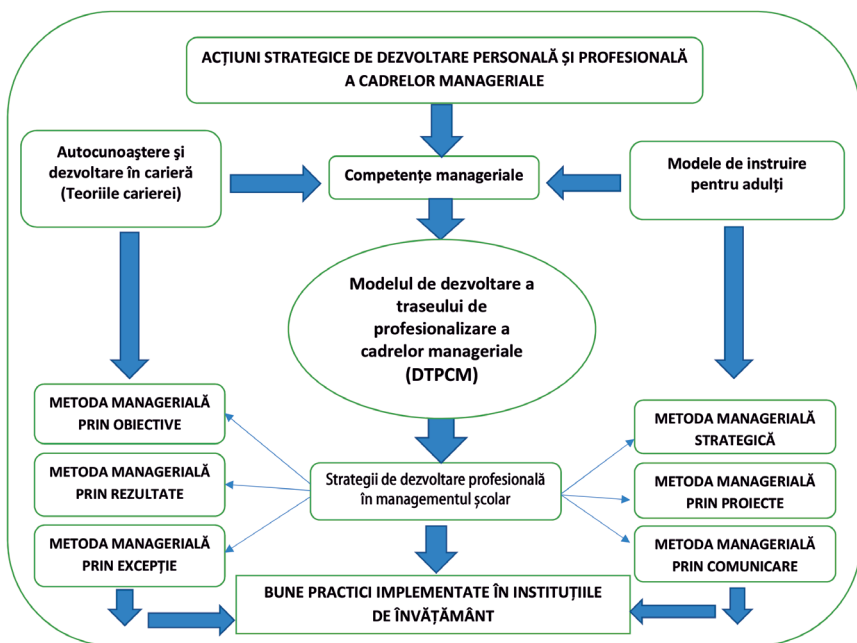 ACȚIUNI STRATEGICE DE DEZVOLTARE PERSONALĂ ȘI PROFESIONALĂ
A CADRELOR MANAGERIALE
Autocunoaștere și
dezvoltare în carieră
(Teoriile carierei)
Competențe manageriale
Modele de instruire
pentru adulți
Modelul de dezvoltare a
traseului de
profesionalizare a
cadrelor manageriale
(DTPCM)
METODA MANAGERIALĂ
PRIN OBIECTIVE
METODA MANAGERIALĂ
PRIN REZULTATE
METODA MANAGERIALĂ
PRIN EXCEPȚIE
Strategii de dezvoltare profesională
în managementul școlar
METODA MANAGERIALĂ
STRATEGICĂ
METODA MANAGERIALĂ
PRIN PROIECTE
METODA MANAGERIALĂ
PRIN COMUNICARE
BUNE PRACTICI IMPLEMENTATE ÎN INSTITUȚIILE
DE ÎNVĂȚĂMÂNT